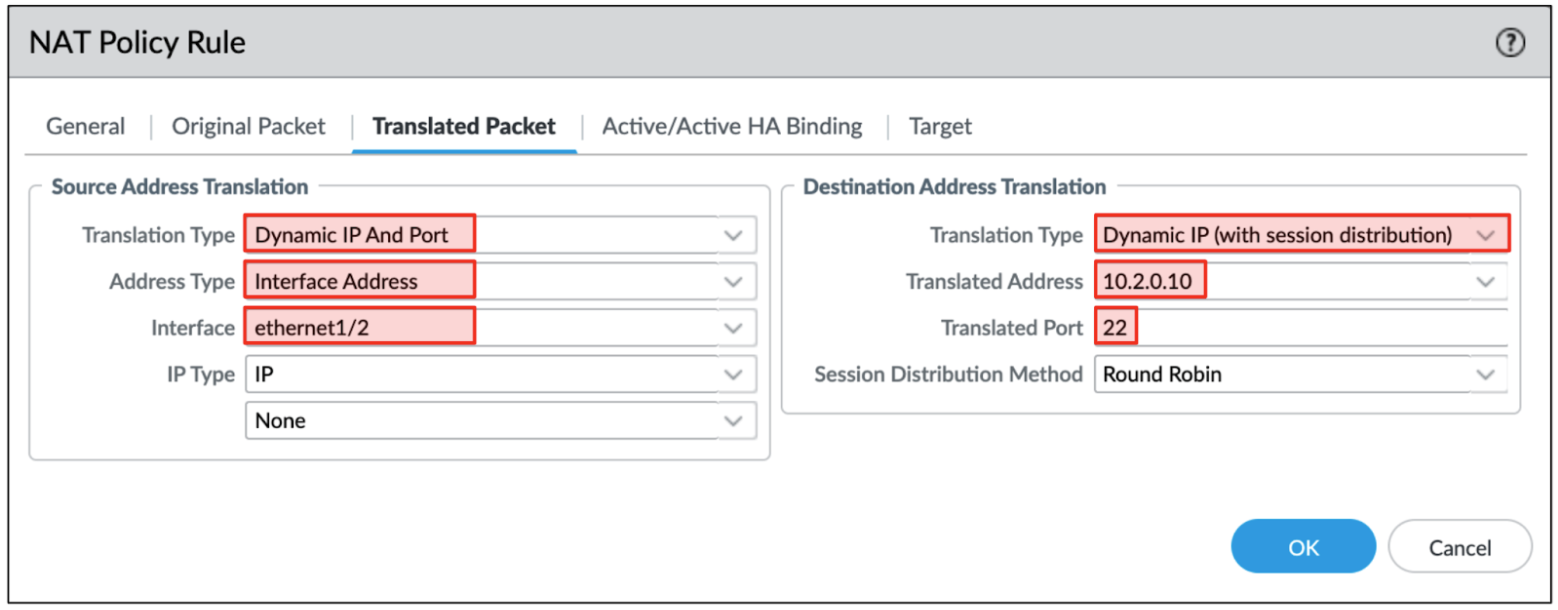 NAT Policy Rule ?
General | Original Packet | Translated Packet | Active/Active HA Binding | Target
Source Address Translation
Translation Type Dynamic IP And Port
Address Type Interface Address
Interface ethernet1/2
IP Type IP
None
Destination Address Translation
Translation Type Dynamic IP (with session distribution)
Translated Address 10.2.0.10
Translated Port 22
Session Distribution Method Round Robin
OK Cancel